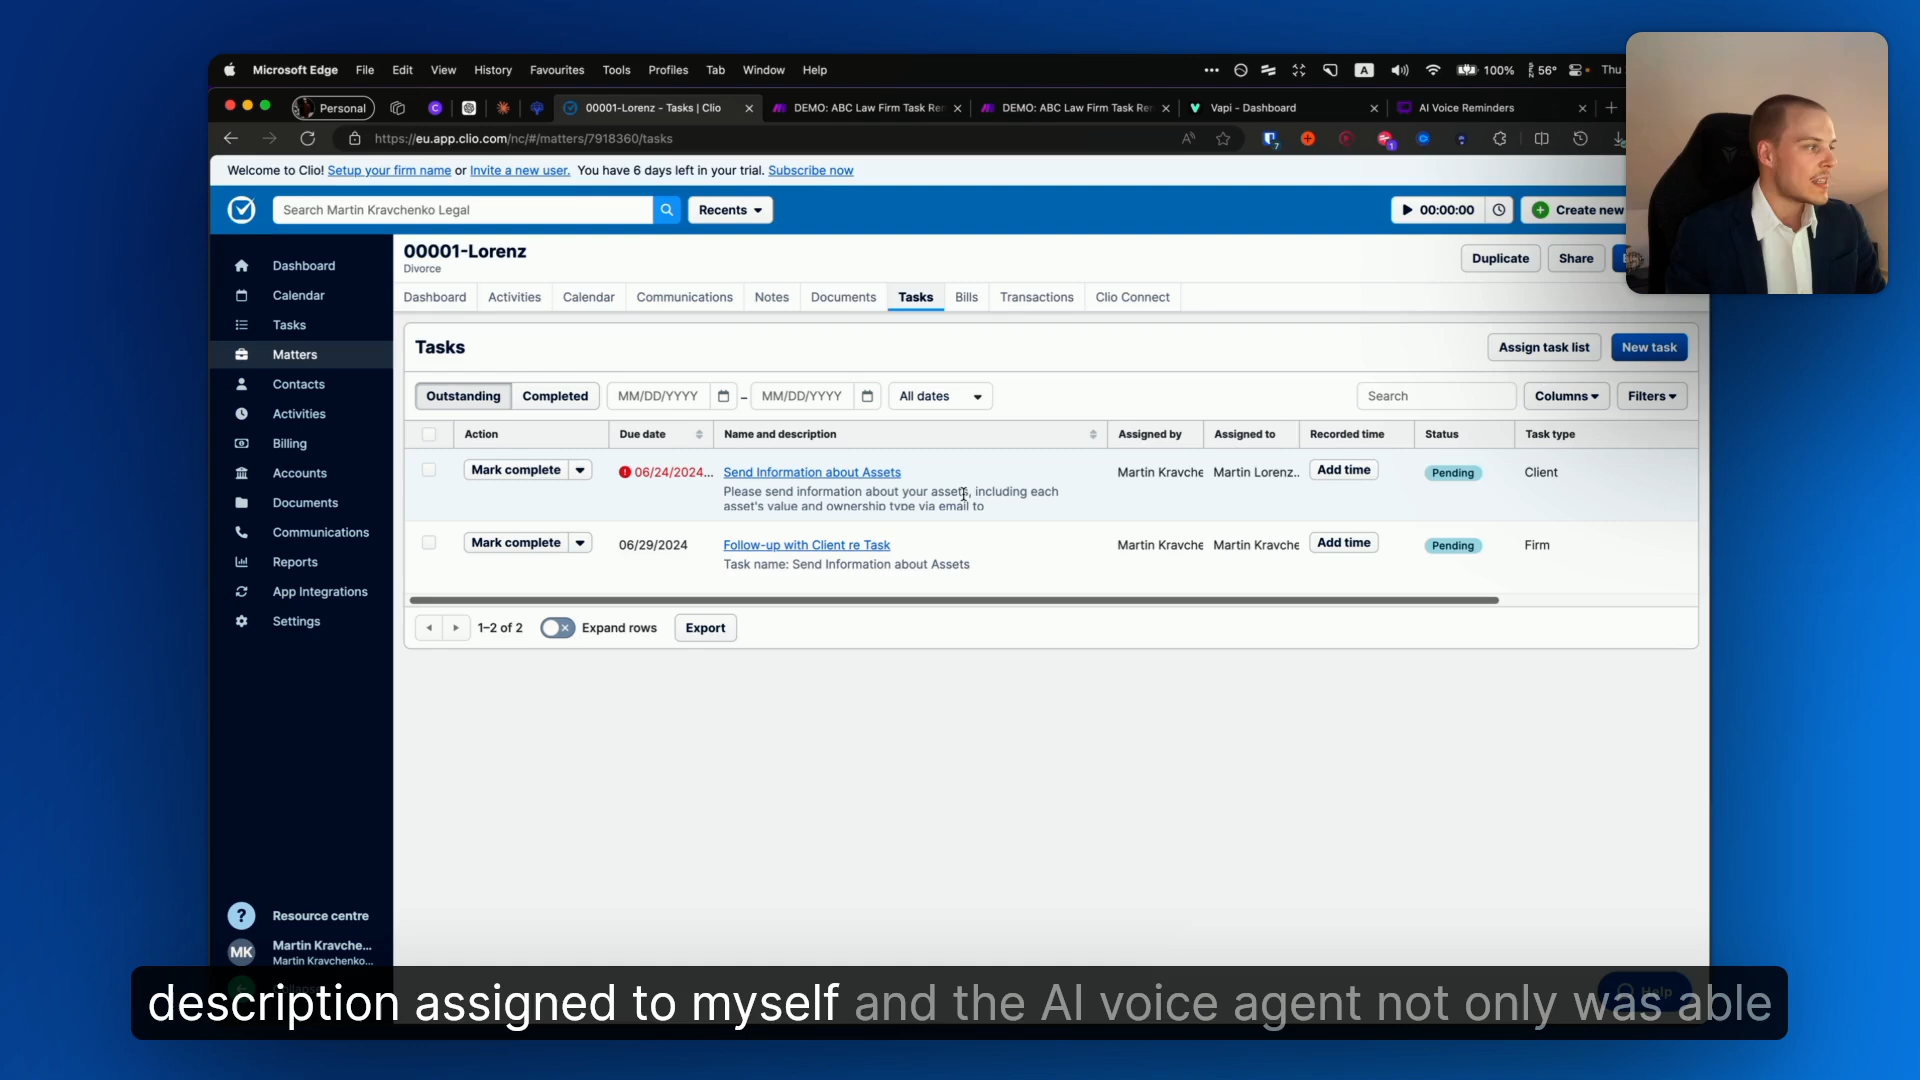 Microsoft Edge File Edit View History Favourites Tools Profiles Tab Window Help ••• A 100% 56° Thu
Personal 00001-Lorenz - Tasks | Clio DEMO: ABC Law Firm Task Re DEMO: ABC Law Firm Task Re Vapi - Dashboard AI Voice Reminders
https://eu.app.clio.com/nc/#/matters/7918360/tasks
Welcome to Clio! Setup your firm name or Invite a new user. You have 6 days left in your trial. Subscribe now
Search Martin Kravchenko Legal Recents 00:00:00 Create new
00001-Lorenz
Divorce
Duplicate Share
Dashboard Activities Calendar Communications Notes Documents Tasks Bills Transactions Clio Connect
Dashboard
Calendar
Tasks
Matters
Contacts
Activities
Billing
Accounts
Documents
Communications
Reports
App Integrations
Settings
Tasks Assign task list New task
Outstanding Completed MM/DD/YYYY – MM/DD/YYYY All dates Search Columns Filters
Action Due date Name and description Assigned by Assigned to Recorded time Status Task type
Mark complete 06/24/2024... Send Information about Assets Martin Kravche Martin Lorenz.. Add time Pending Client
Please send information about your assets, including each
asset's value and ownership type via email to
Mark complete 06/29/2024 Follow-up with Client re Task Martin Kravche Martin Kravche Add time Pending Firm
Task name: Send Information about Assets
1–2 of 2 Expand rows Export
? Resource centre
MK Martin Kravche...
Martin Kravchenko...
Help
description assigned to myself and the AI voice agent not only was able